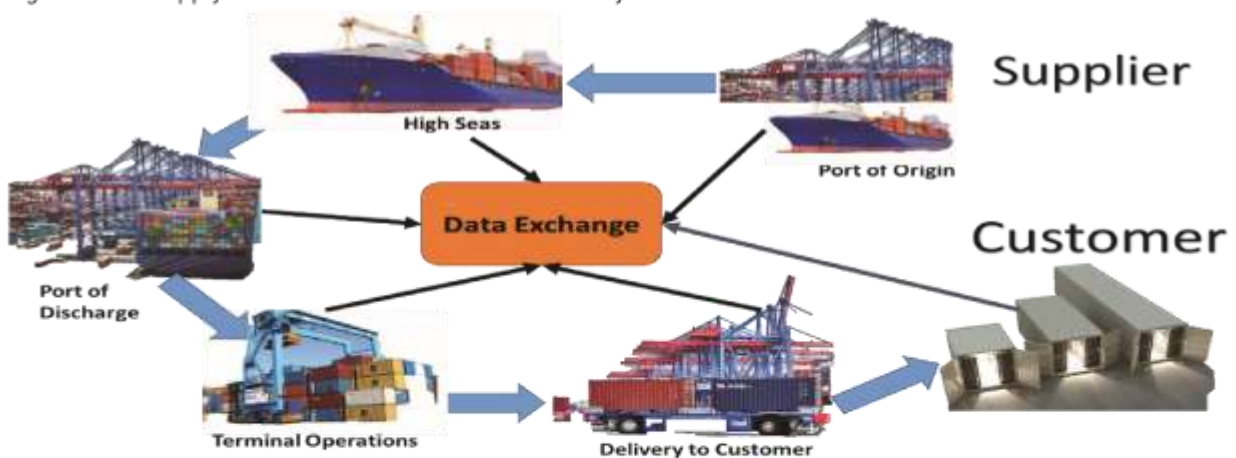 Supplier
High Seas
Port of Origin
Data Exchange
Customer
Port of
Discharge
Terminal Operations
Delivery to Customer